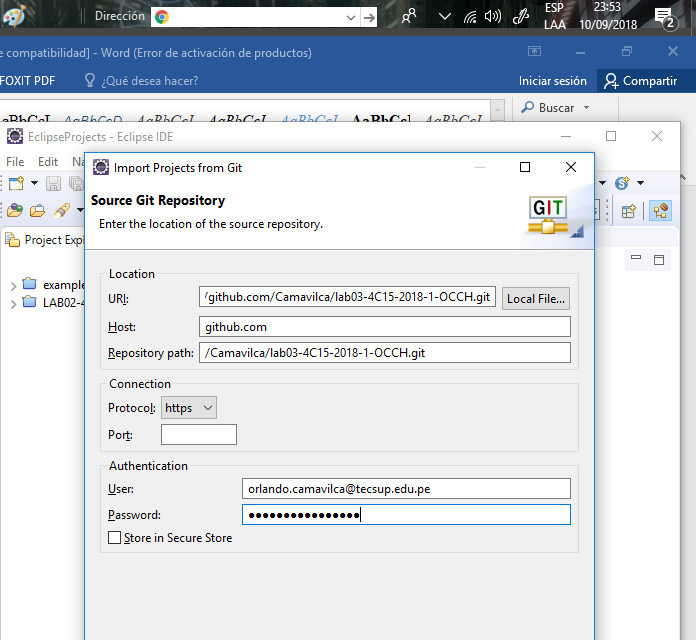 Dirección
ESP
LAA
23:53
10/09/2018
2
e compatibilidad] - Word (Error de activación de productos)
FOXIT PDF
¿Qué desea hacer?
Iniciar sesión
Compartir
Buscar
EclipseProjects - Eclipse IDE
File Edit Na
Import Projects from Git
Source Git Repository
Enter the location of the source repository.
GIT
Project Exp
example
LAB02-4
Location
URI:
/github.com/Camavilca/lab03-4C15-2018-1-OCCH.git
Local File...
Host:
github.com
Repository path:
/Camavilca/lab03-4C15-2018-1-OCCH.git
Connection
Protocol:
https
Port:
Authentication
User:
orlando.camavilca@tecsup.edu.pe
Password:
●●●●●●●●●●●●●●●●
Store in Secure Store